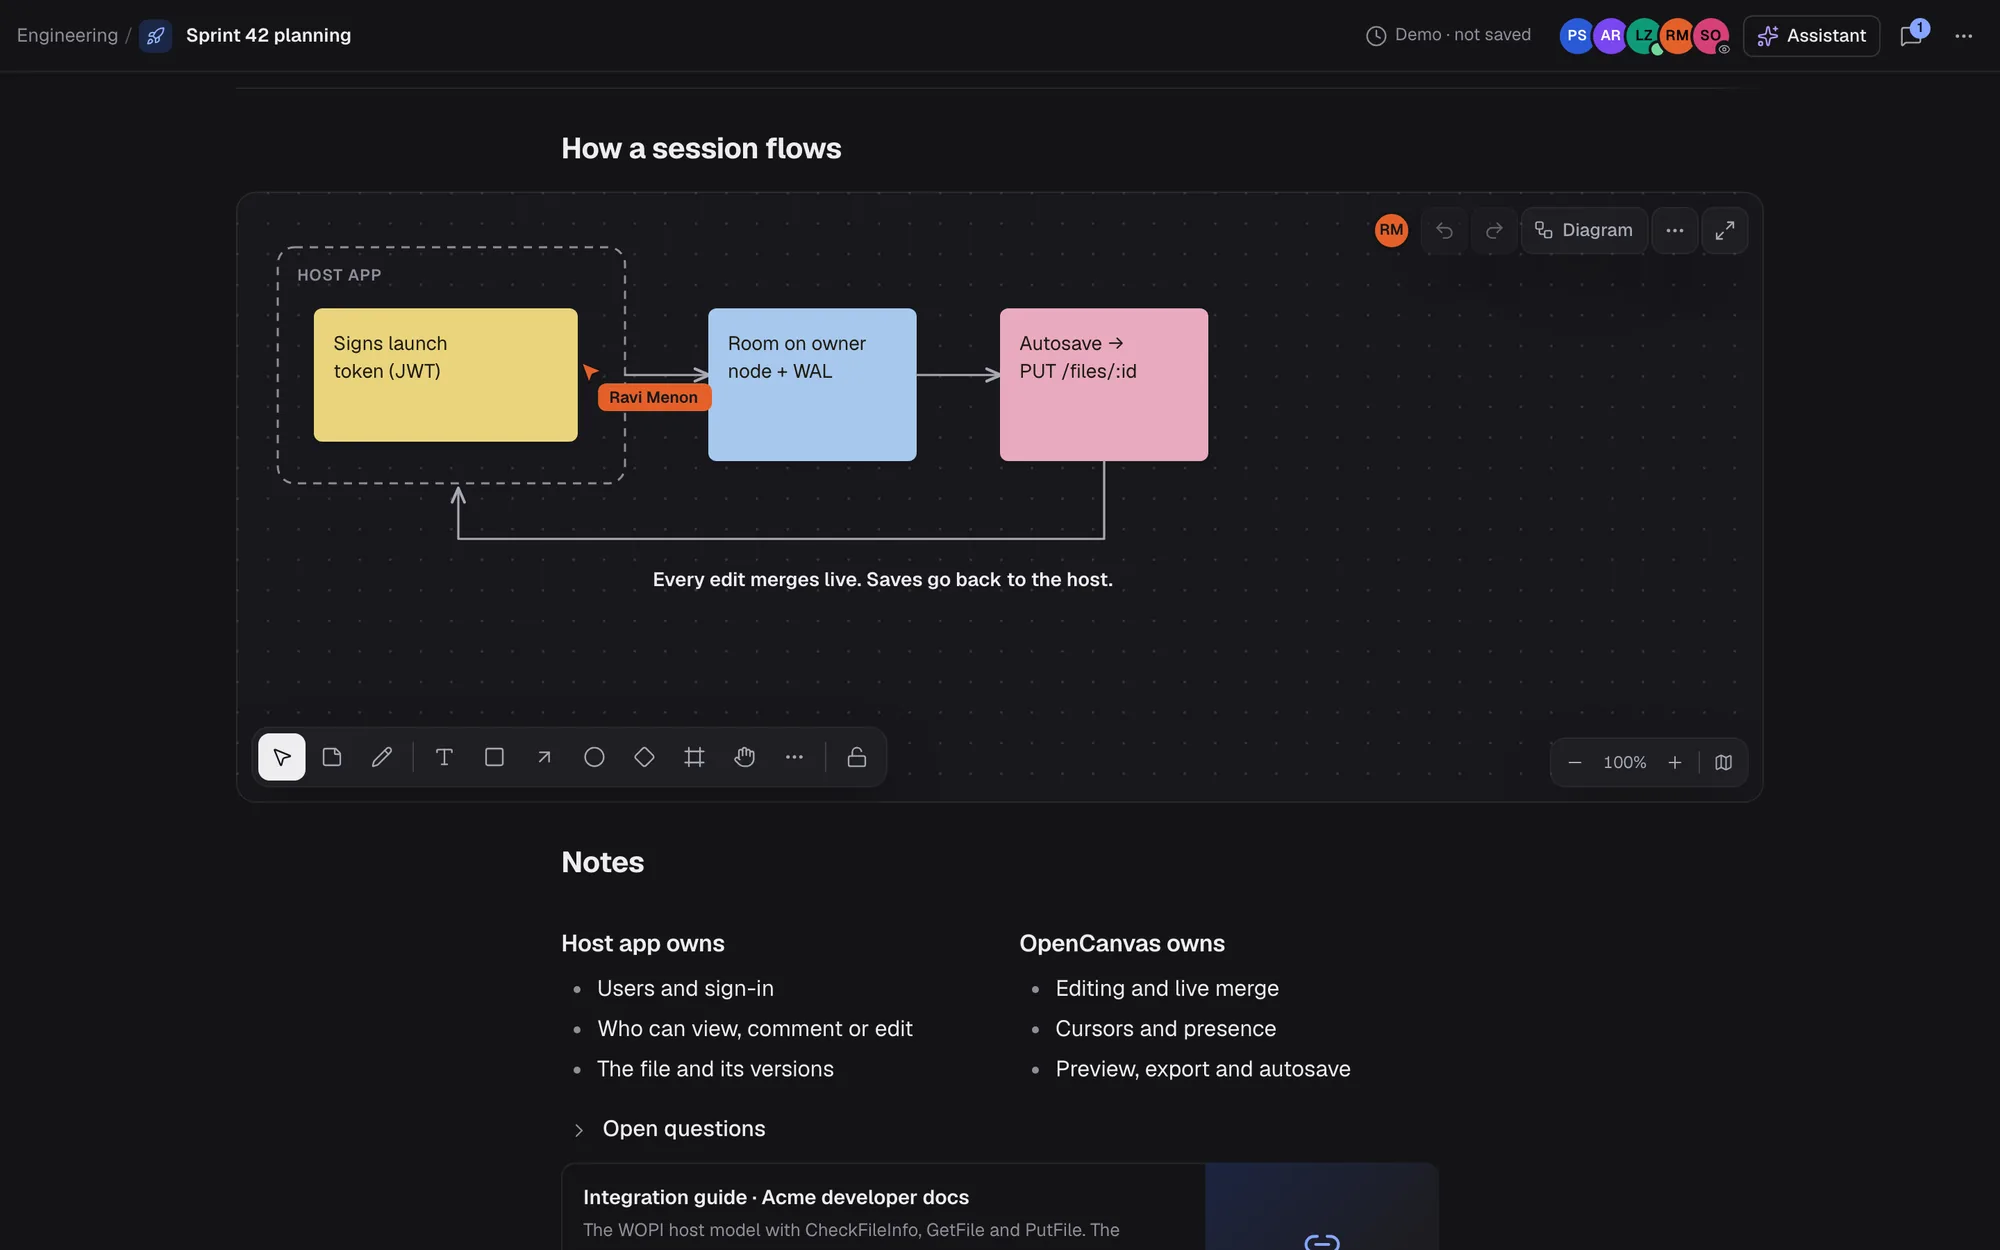 Engineering / Sprint 42 planning
Demo · not saved
PS AR LZ RM SO
Assistant
1
How a session flows
RM
Diagram
HOST APP
Signs launch
token (JWT)
Ravi Menon
Room on owner
node + WAL
Autosave →
PUT /files/:id
Every edit merges live. Saves go back to the host.
100%
Notes
Host app owns
Users and sign-in
Who can view, comment or edit
The file and its versions
OpenCanvas owns
Editing and live merge
Cursors and presence
Preview, export and autosave
Open questions
Integration guide · Acme developer docs
The WOPI host model with CheckFileInfo, GetFile and PutFile. The